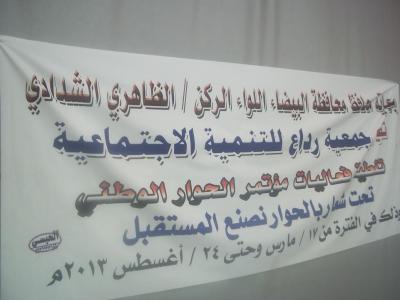 برعاية محافظ محافظة البيضاء اللواء الركن / الظاهري الشدادي
جمعية رداع للتنمية الاجتماعية
فعاليات مؤتمر الحوار الوطني
تحت شعار بالحوار نصنع المستقبل
وذلك في الفترة من ١٧ / مارس وحتى ٢٤ / أغسطس ٢٠١٣م